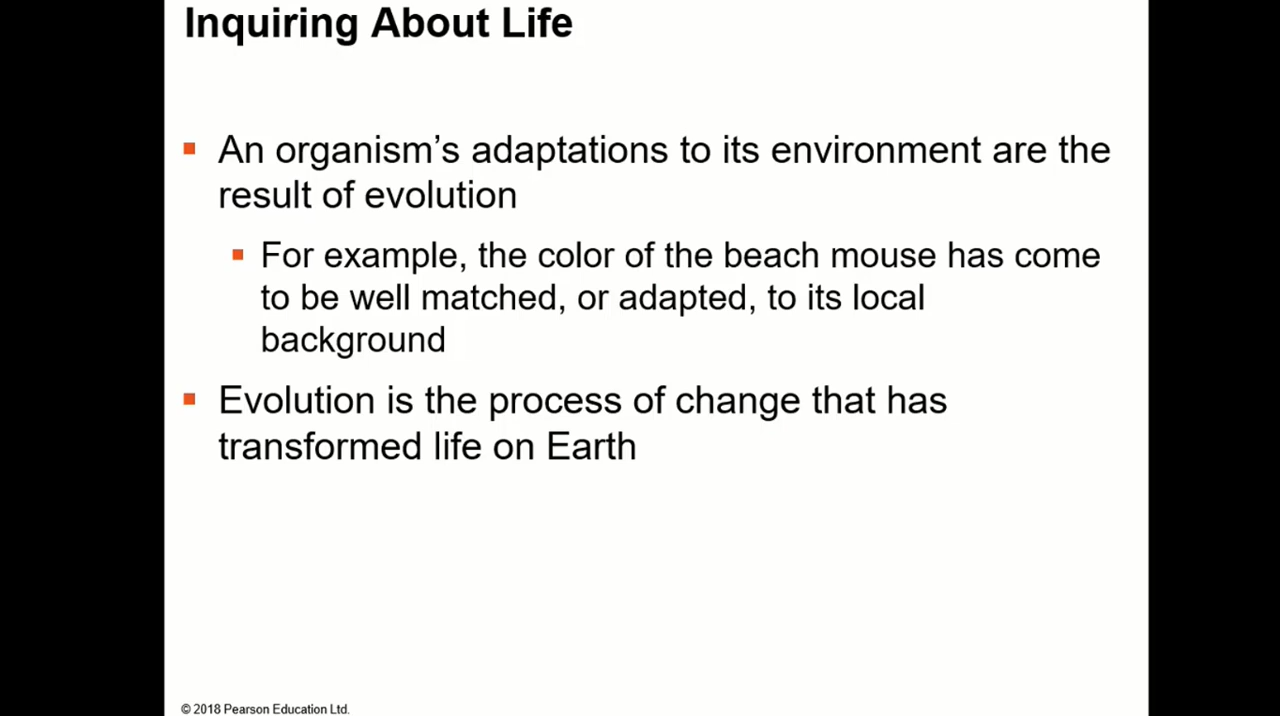 Inquiring About Life
An organism’s adaptations to its environment are the
result of evolution
For example, the color of the beach mouse has come
to be well matched, or adapted, to its local
background
Evolution is the process of change that has
transformed life on Earth
© 2018 Pearson Education Ltd.